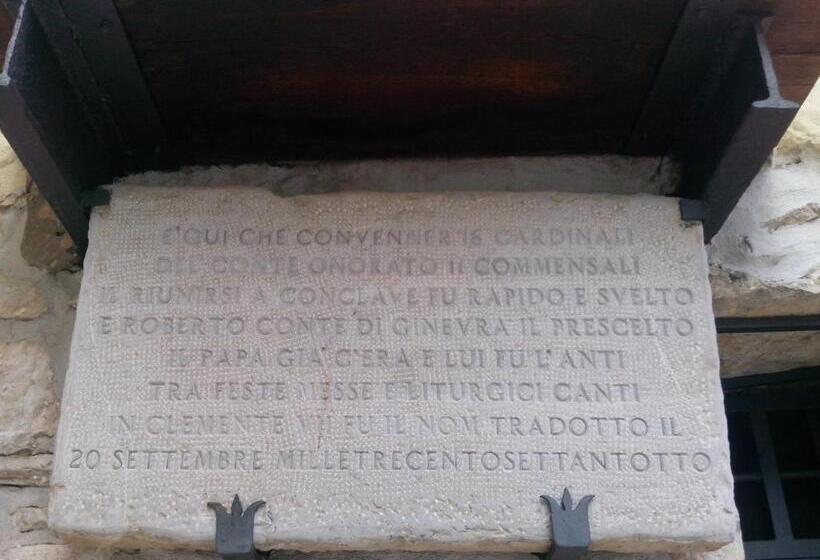 E' QUI CHE CONVENNER 16 CARDINALI
DEL CONTE ONORATO II COMMENSALI
IL RIUNIRSI A CONCLAVE FU RAPIDO E SVELTO
E ROBERTO CONTE DI GINEVRA IL PRESCELTO
IL PAPA GIA' C'ERA E LUI FU L'ANTI
TRA FESTE MESSE E LITURGICI CANTI
IN CLEMENTE VII FU IL NOM TRADOTTO IL
20 SETTEMBRE MILLETRECENTOSETTANTOTTO